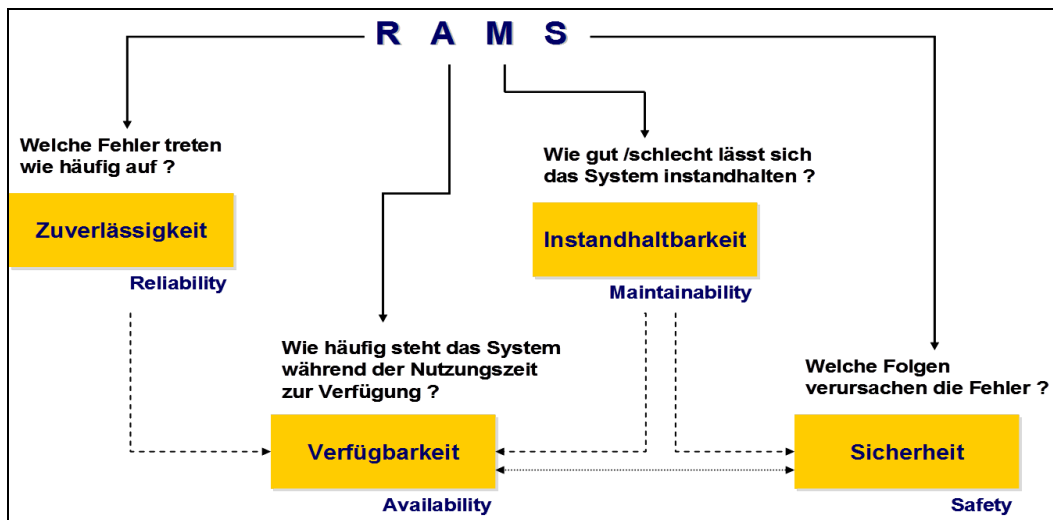 R A M S
Welche Fehler treten
wie häufig auf ?
Zuverlässigkeit
Reliability
Wie gut /schlecht lässt sich
das System instandhalten ?
Instandhaltbarkeit
Maintainability
Wie häufig steht das System
während der Nutzungszeit
zur Verfügung ?
Verfügbarkeit
Availability
Welche Folgen
verursachen die Fehler ?
Sicherheit
Safety